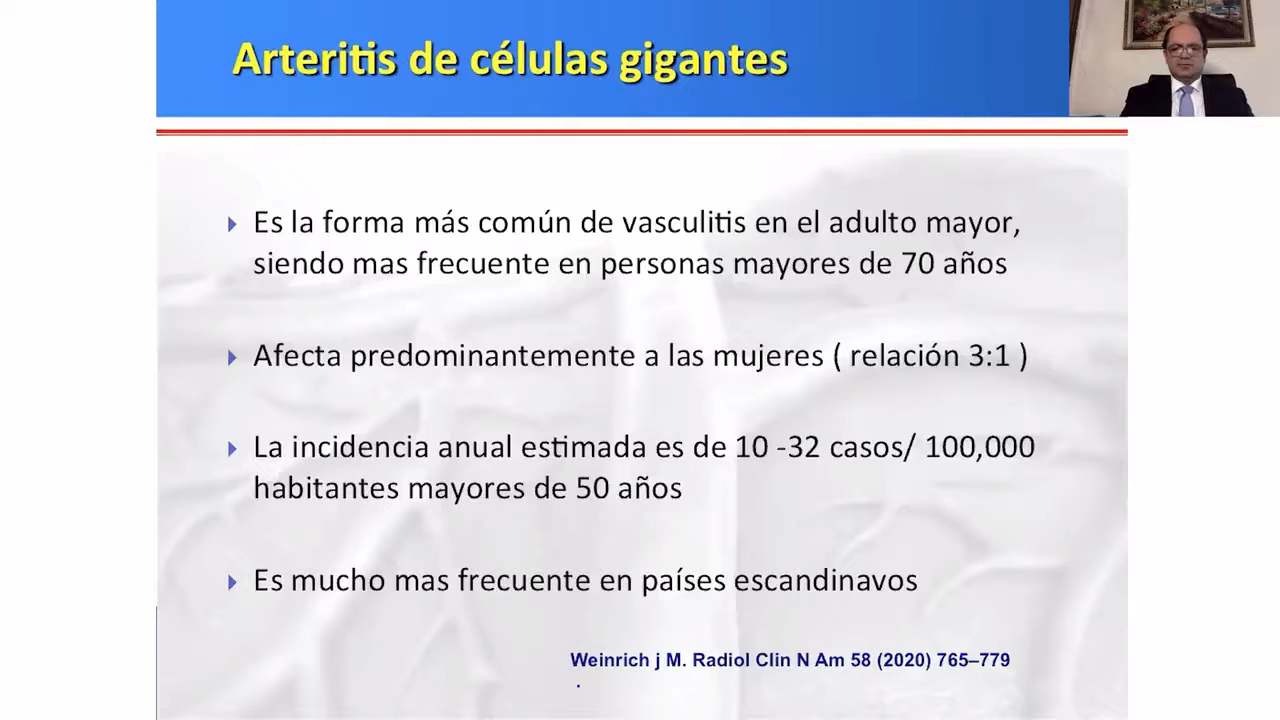 Arteritis de células gigantes
Es la forma más común de vasculitis en el adulto mayor,
siendo mas frecuente en personas mayores de 70 años
Afecta predominantemente a las mujeres ( relación 3:1 )
La incidencia anual estimada es de 10 -32 casos/ 100,000
habitantes mayores de 50 años
Es mucho mas frecuente en países escandinavos
Weinrich j M. Radiol Clin N Am 58 (2020) 765–779
.